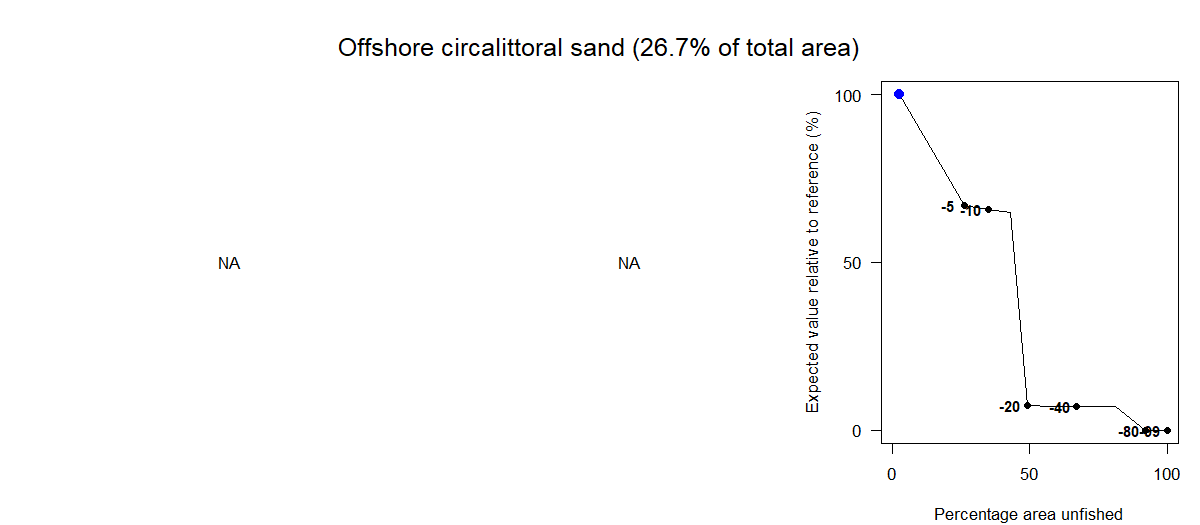 Offshore circalittoral sand (26.7% of total area)
NA
NA
Expected value relative to reference (%)
100
50
0
-5
-10
-20
-40
-80
0
50
100
Percentage area unfished